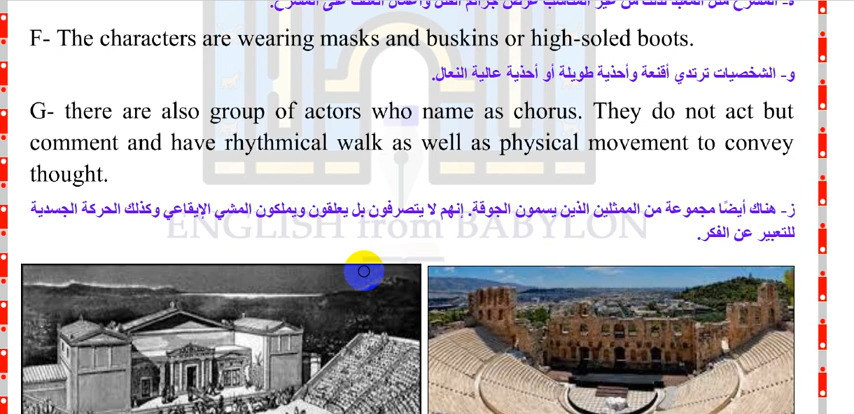 F- The characters are wearing masks and buskins or high-soled boots.
و- الشخصيات ترتدي أقنعة وأحذية طويلة أو أحذية عالية النعال.
G- there are also group of actors who name as chorus. They do not act but
comment and have rhythmical walk as well as physical movement to convey
thought.
ز- هناك أيضًا مجموعة من الممثلين الذين يسمون الجوقة. إنهم لا يتصرفون بل يعلقون ويملكون المشي الإيقاعي وكذلك الحركة الجسدية
للتعبير عن الفكر.
ENGLISH from BABYLON